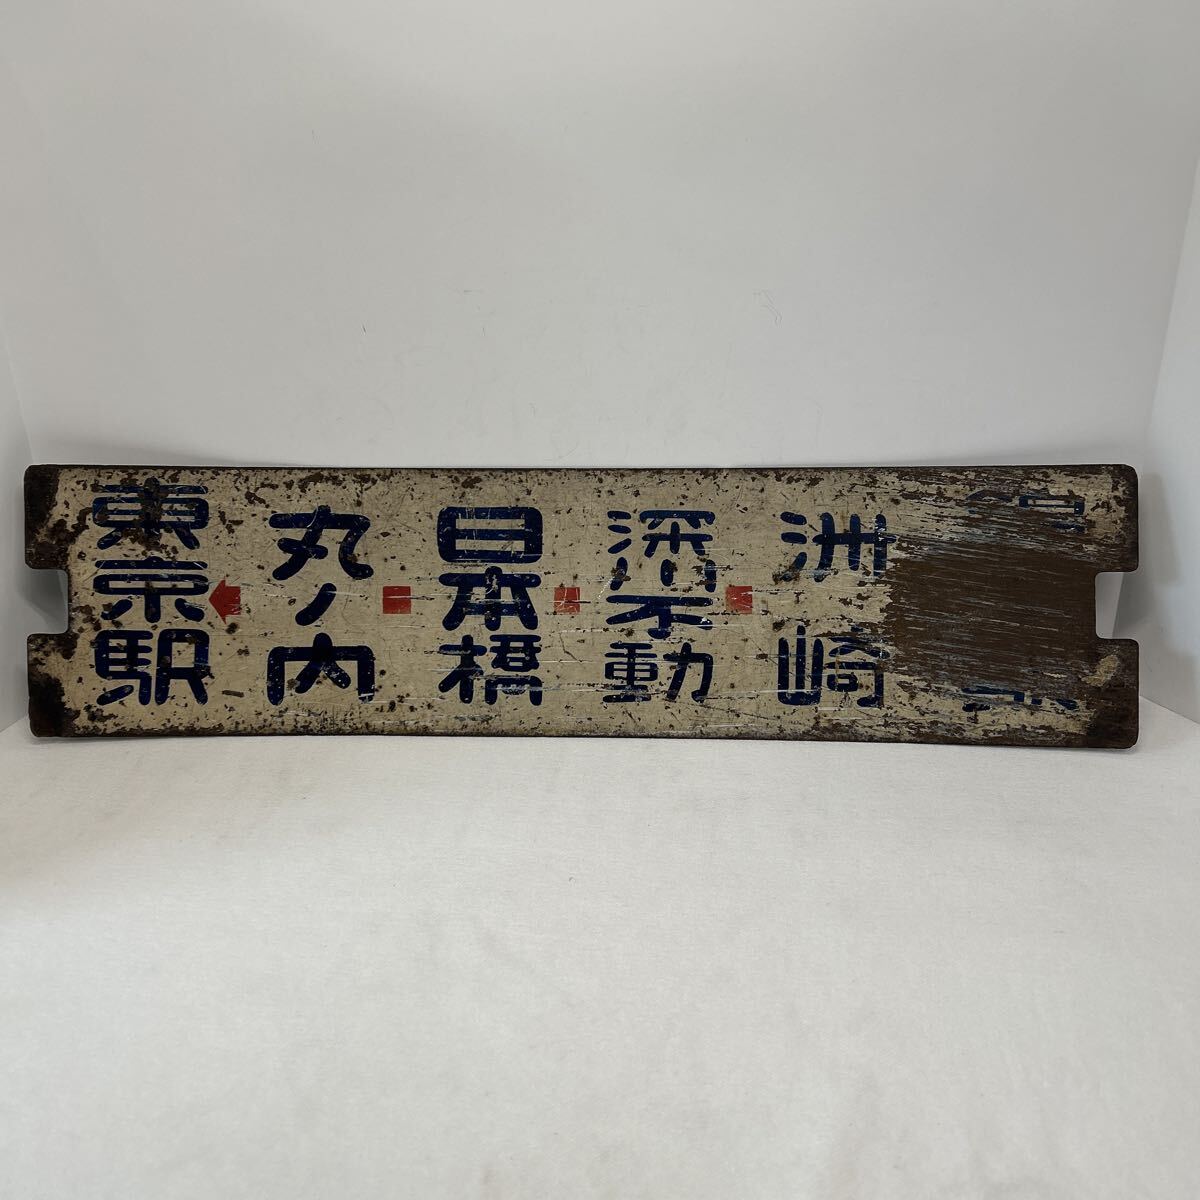 洲崎
深川不動
日本橋
丸ノ内
東京駅